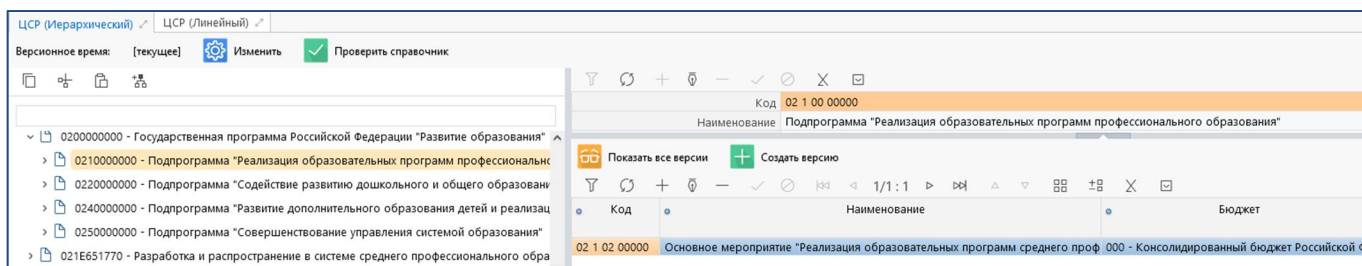 ЦСР (Иерархический) ЦСР (Линейный)
Версионное время: [текущее] Изменить Проверить справочник
Код 02 1 00 00000
Наименование Подпрограмма "Реализация образовательных программ профессионального образования"
0200000000 - Государственная программа Российской Федерации "Развитие образования"
0210000000 - Подпрограмма "Реализация образовательных программ профессионально
0220000000 - Подпрограмма "Содействие развитию дошкольного и общего образовани
0240000000 - Подпрограмма "Развитие дополнительного образования детей и реализац
0250000000 - Подпрограмма "Совершенствование управления системой образования"
021E651770 - Разработка и распространение в системе среднего профессионального обра
Показать все версии Создать версию
1/1 : 1
Код Наименование Бюджет
02 1 02 00000 Основное мероприятие "Реализация образовательных программ среднего проф 000 - Консолидированный бюджет Российской